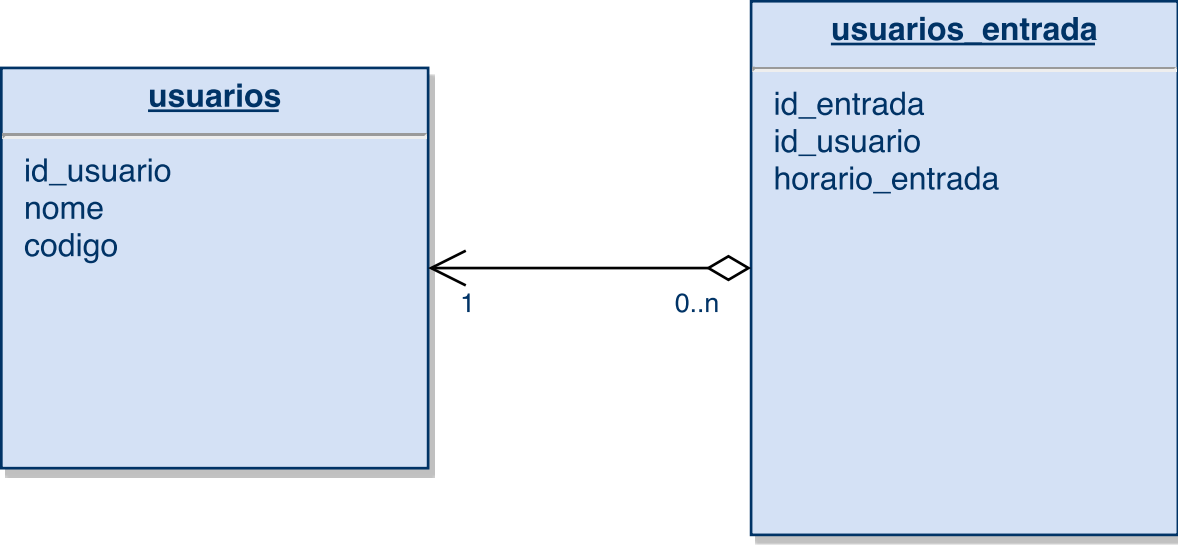 usuarios
id_usuario
nome
codigo
1
0..n
usuarios_entrada
id_entrada
id_usuario
horario_entrada